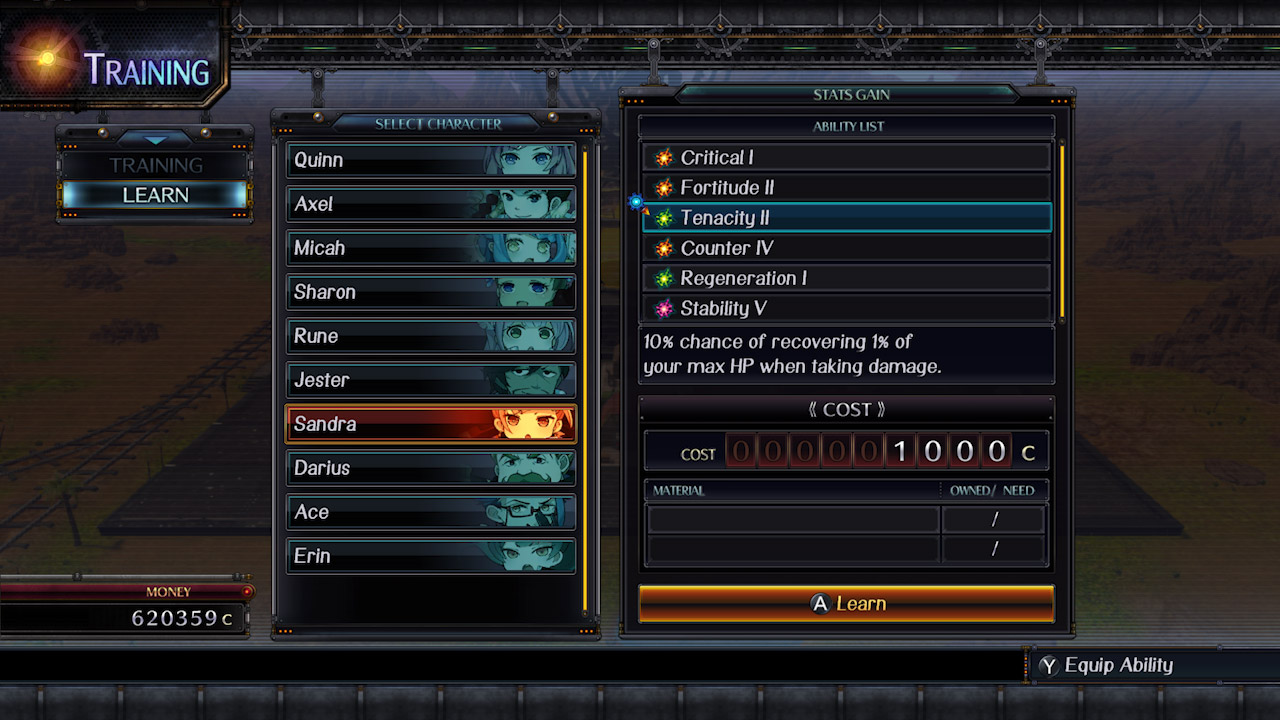 TRAINING
TRAINING
LEARN
SELECT CHARACTER
Quinn
Axel
Micah
Sharon
Rune
Jester
Sandra
Darius
Ace
Erin
MONEY
620359 C
STATS GAIN
ABILITY LIST
Critical I
Fortitude II
Tenacity II
Counter IV
Regeneration I
Stability V
10% chance of recovering 1% of
your max HP when taking damage.
《 COST 》
COST 000001000 C
MATERIAL OWNED/ NEED
/
/
A Learn
Y Equip Ability